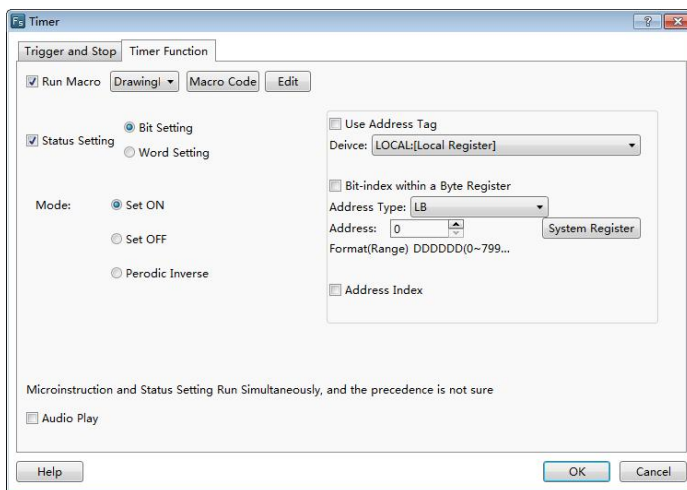 Fs Timer
Trigger and Stop Timer Function
Run Macro DrawingI Macro Code Edit
Status Setting
Bit Setting
Word Setting
Mode:
Set ON
Set OFF
Perodic Inverse
Use Address Tag
Deivce: LOCAL:[Local Register]
Bit-index within a Byte Register
Address Type: LB
Address: 0 System Register
Format(Range) DDDDDD(0~799...
Address Index
Microinstruction and Status Setting Run Simultaneously, and the precedence is not sure
Audio Play
Help OK Cancel